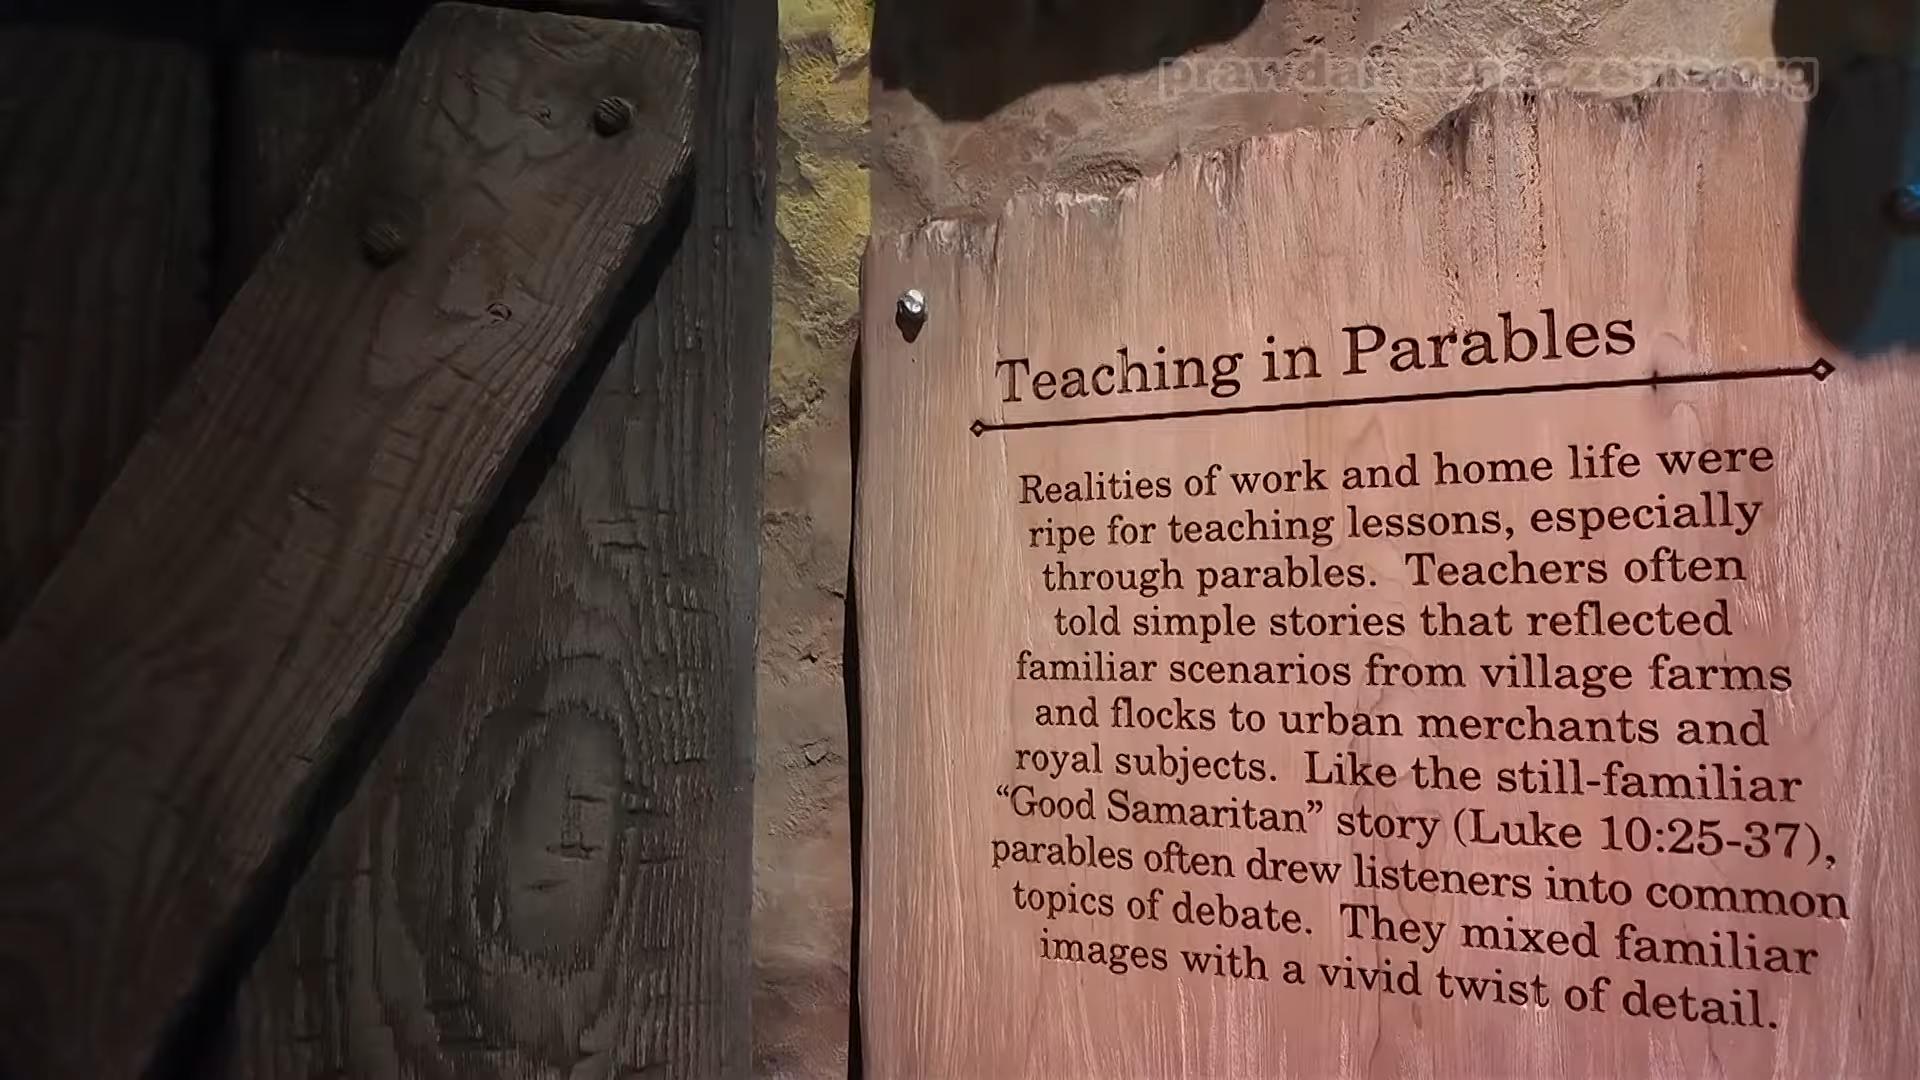 prawdamaznaczenie.org
Teaching in Parables
Realities of work and home life were
ripe for teaching lessons, especially
through parables. Teachers often
told simple stories that reflected
familiar scenarios from village farms
and flocks to urban merchants and
royal subjects. Like the still-familiar
“Good Samaritan” story (Luke 10:25-37),
parables often drew listeners into common
topics of debate. They mixed familiar
images with a vivid twist of detail.